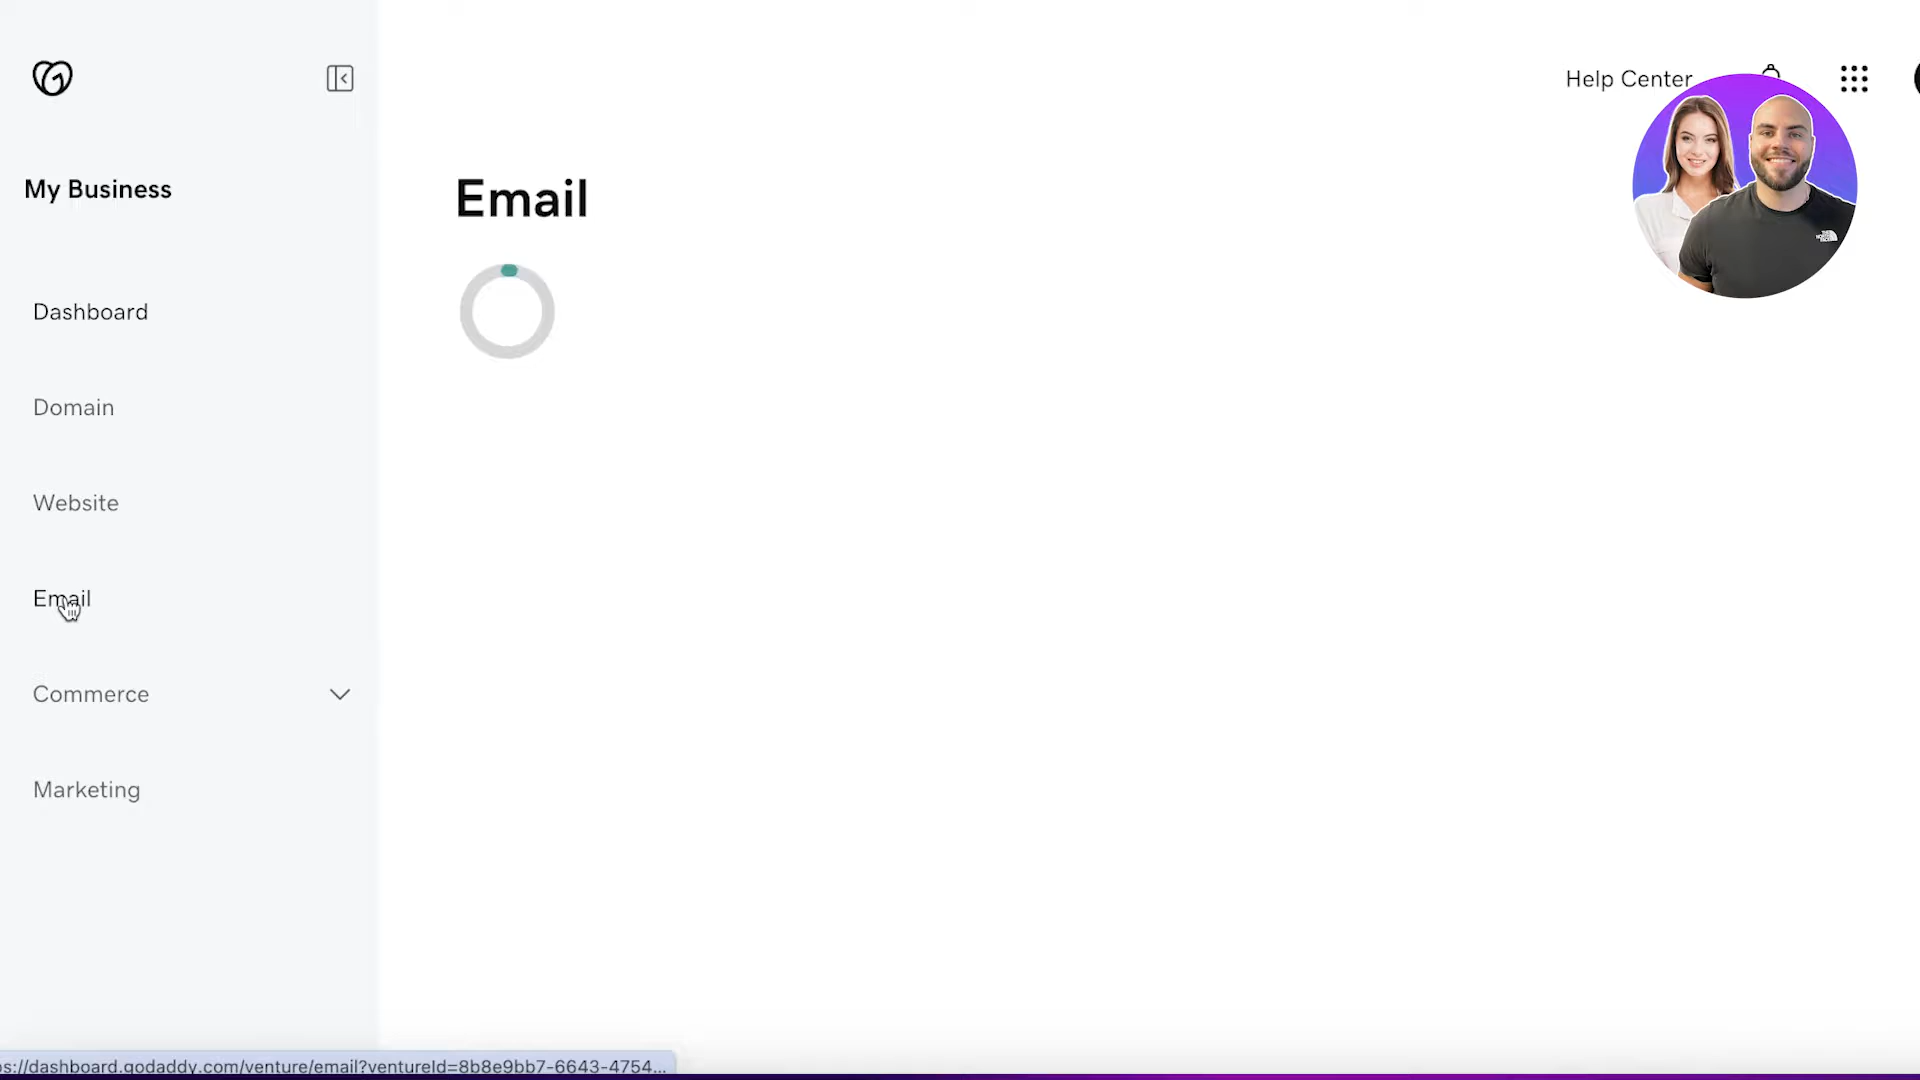 Help Center
My Business
Email
Dashboard
Domain
Website
Email
Commerce
Marketing
s://dashboard.godaddy.com/venture/email?ventureId=8b8e9bb7-6643-4754...